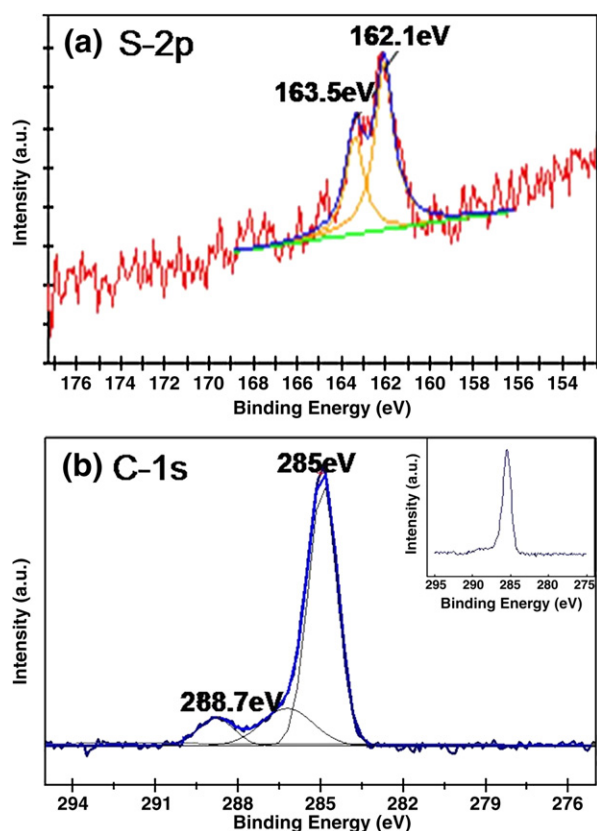 (a) S-2p
162.1eV
163.5eV
Intensity (a.u.)
176 174 172 170 168 166 164 162 160 158 156 154
Binding Energy (eV)
(b) C-1s
285eV
288.7eV
Intensity (a.u.)
294 290 288 285 282 279 276
Binding Energy (eV)
Intensity (a.u.)
295 290 285 280 275
Binding Energy (eV)